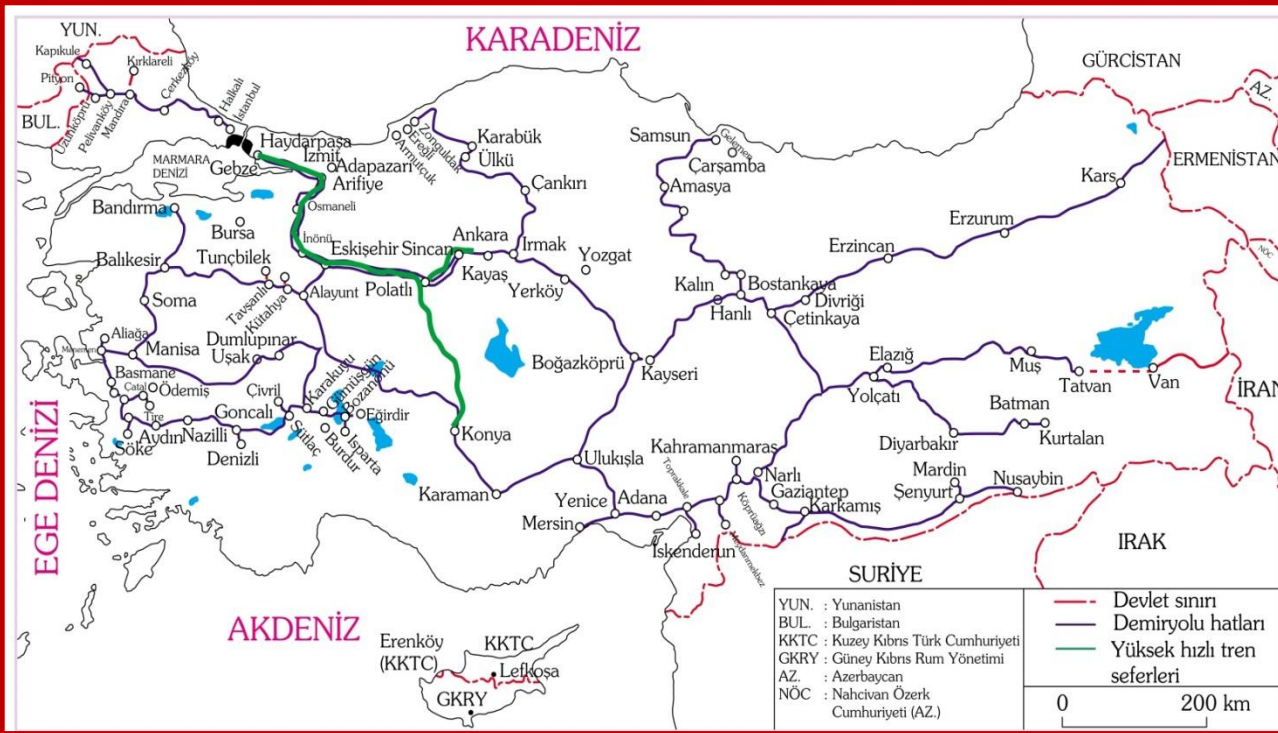 KARADENİZ
YUN.
Kapıkule
Kırklareli
Pityon
Çerkezköy
Halkalı
İstanbul
BUL.
Uzunköprü
Pelivanköy
Mandıra
GÜRCİSTAN
AZ.
ERMENİSTAN
NÖC
Haydarpaşa
İzmit
Gebze
Adapazarı
Arifiye
MARMARA
DENİZİ
Osmaneli
Zonguldak
Ereğli
Armutçuk
Karabük
Ülkü
Çankırı
Samsun
Gelemen
Çarşamba
Amasya
Kars
Erzurum
Erzincan
Bandırma
Bursa
Tunçbilek
İnönü
Eskişehir
Sincan
Ankara
Irmak
Kayaş
Yozgat
Yerköy
Polatlı
Balıkesir
Tavşanlı
Kütahya
Alayunt
Soma
Kalın
Bostankaya
Hanlı
Divriği
Çetinkaya
Aliağa
Menemen
Manisa
Dumlupınar
Uşak
Boğazköprü
Kayseri
Elazığ
Yolçatı
Muş
Tatvan
Van
İRAN
Basmane
Çatal
Ödemiş
Tire
Çivril
Karakuyu
Gümüşgün
Bozanönü
Eğirdir
Goncalı
Söke
Aydın
Nazilli
Denizli
Sütlaç
Burdur
Isparta
Konya
Batman
Kurtalan
Diyarbakır
Mardin
Şenyurt
Nusaybin
Karaman
Ulukışla
Kahramanmaraş
Narlı
Gaziantep
Karkamış
Köprüağzı
Toprakkale
Yenice
Adana
Mersin
İskenderun
Meydanıekbez
EGE DENİZİ
AKDENİZ
SURİYE
IRAK
Erenköy
(KKTC)
KKTC
Lefkoşa
GKRY
YUN. : Yunanistan
BUL. : Bulgaristan
KKTC : Kuzey Kıbrıs Türk Cumhuriyeti
GKRY : Güney Kıbrıs Rum Yönetimi
AZ. : Azerbaycan
NÖC : Nahcivan Özerk
Cumhuriyeti (AZ.)
Devlet sınırı
Demiryolu hatları
Yüksek hızlı tren
seferleri
0 200 km